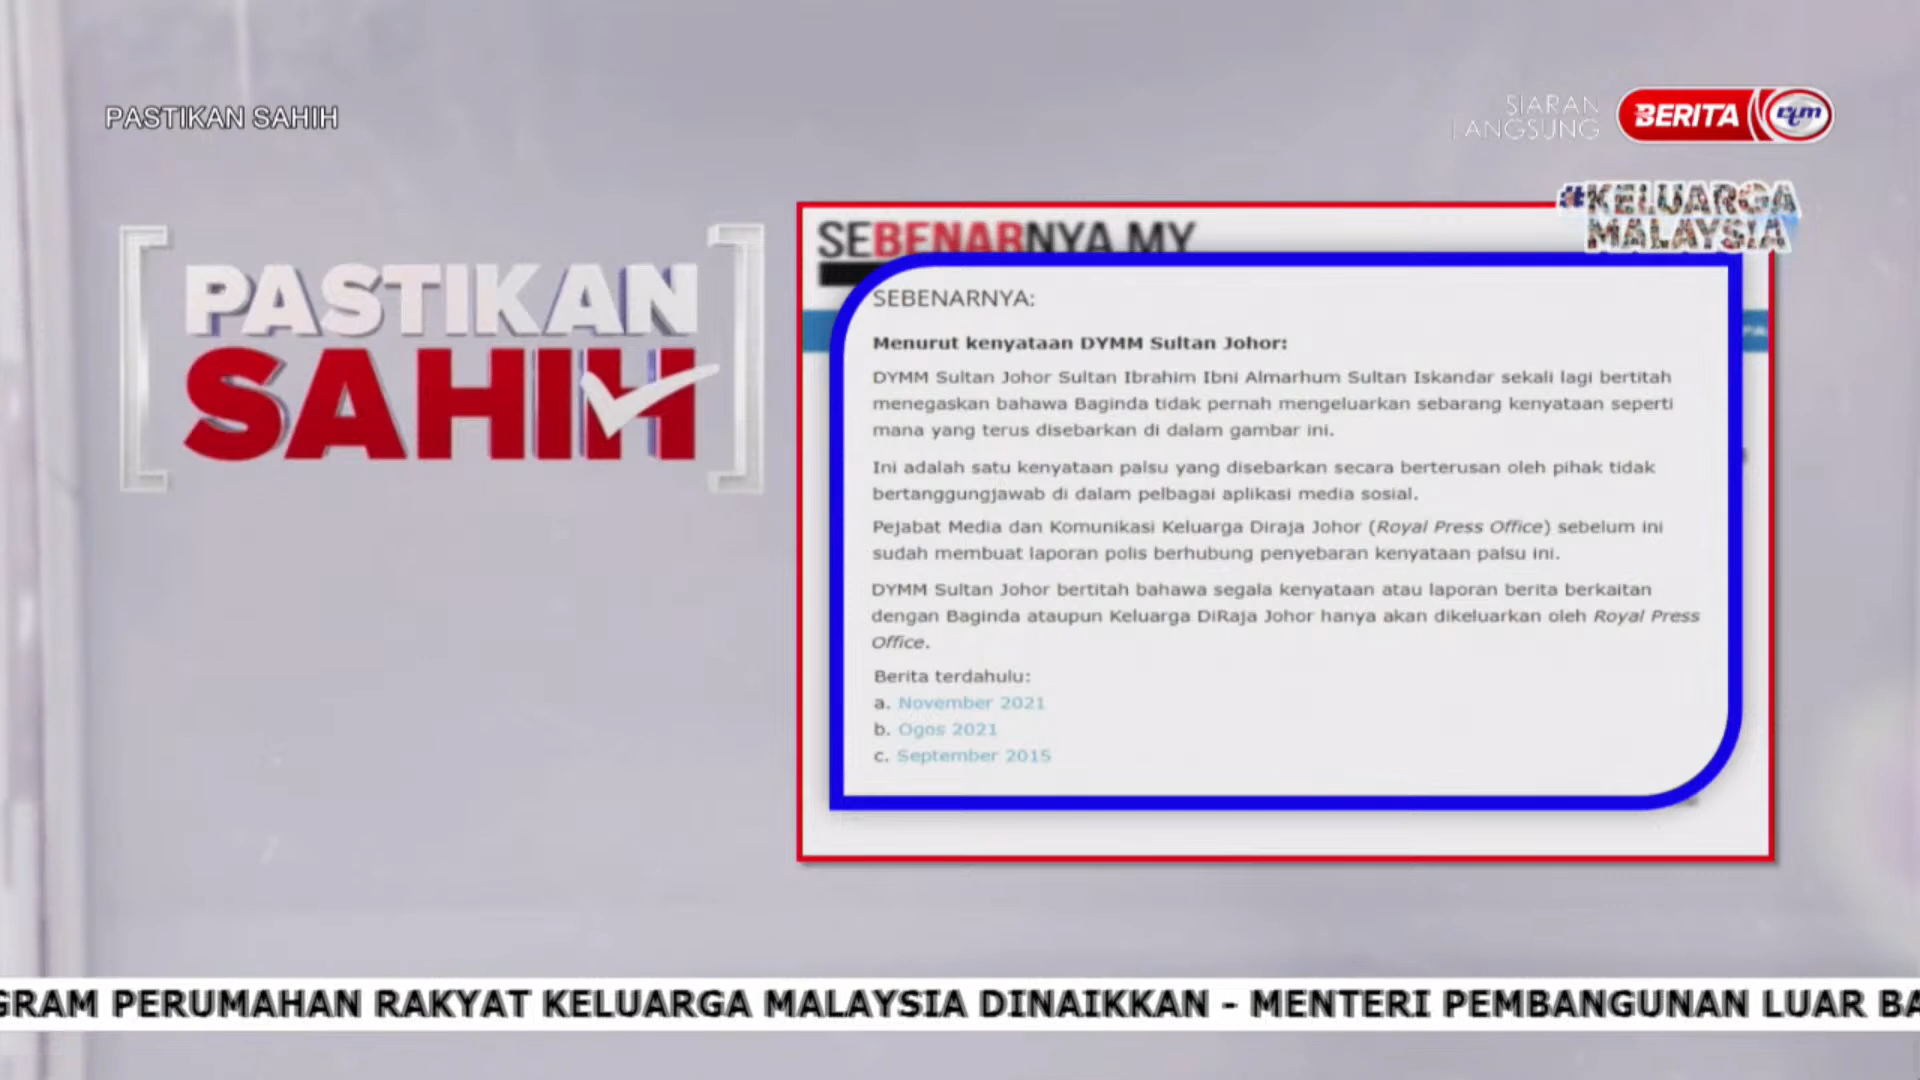 PASTIKAN SAHIH
SIARAN
LANGSUNG
BERITA rtm
#KELUARGA
MALAYSIA
PASTIKAN
SAHIH
SEBENARNYA.MY
SEBENARNYA:
Menurut kenyataan DYMM Sultan Johor:
DYMM Sultan Johor Sultan Ibrahim Ibni Almarhum Sultan Iskandar sekali lagi bertitah
menegaskan bahawa Baginda tidak pernah mengeluarkan sebarang kenyataan seperti
mana yang terus disebarkan di dalam gambar ini.
Ini adalah satu kenyataan palsu yang disebarkan secara berterusan oleh pihak tidak
bertanggungjawab di dalam pelbagai aplikasi media sosial.
Pejabat Media dan Komunikasi Keluarga Diraja Johor (Royal Press Office) sebelum ini
sudah membuat laporan polis berhubung penyebaran kenyataan palsu ini.
DYMM Sultan Johor bertitah bahawa segala kenyataan atau laporan berita berkaitan
dengan Baginda ataupun Keluarga DiRaja Johor hanya akan dikeluarkan oleh Royal Press
Office.
Berita terdahulu:
a. November 2021
b. Ogos 2021
c. September 2015
GRAM PERUMAHAN RAKYAT KELUARGA MALAYSIA DINAIKKAN - MENTERI PEMBANGUNAN LUAR BA